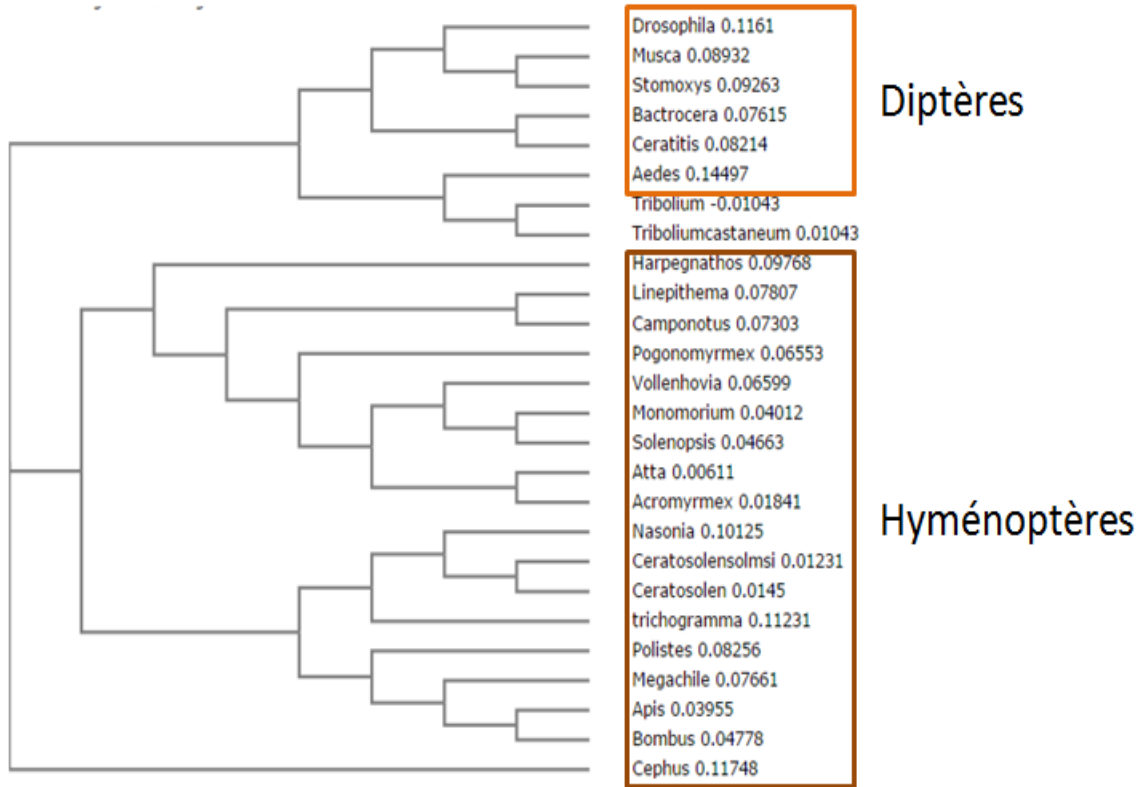 Drosophila 0.1161
Musca 0.08932
Stomoxys 0.09263
Bactrocera 0.07615
Ceratitis 0.08214
Aedes 0.14497
Diptères
Tribolium -0.01043
Triboliumcastaneum 0.01043
Harpegnathos 0.09768
Linepithema 0.07807
Camponotus 0.07303
Pogonomyrmex 0.06553
Vollenhovia 0.06599
Monomorium 0.04012
Solenopsis 0.04663
Atta 0.00611
Acromyrmex 0.01841
Nasonia 0.10125
Ceratosolensolmsi 0.01231
Ceratosolen 0.0145
trichogramma 0.11231
Polistes 0.08256
Megachile 0.07661
Apis 0.03955
Bombus 0.04778
Cephus 0.11748
Hyménoptères